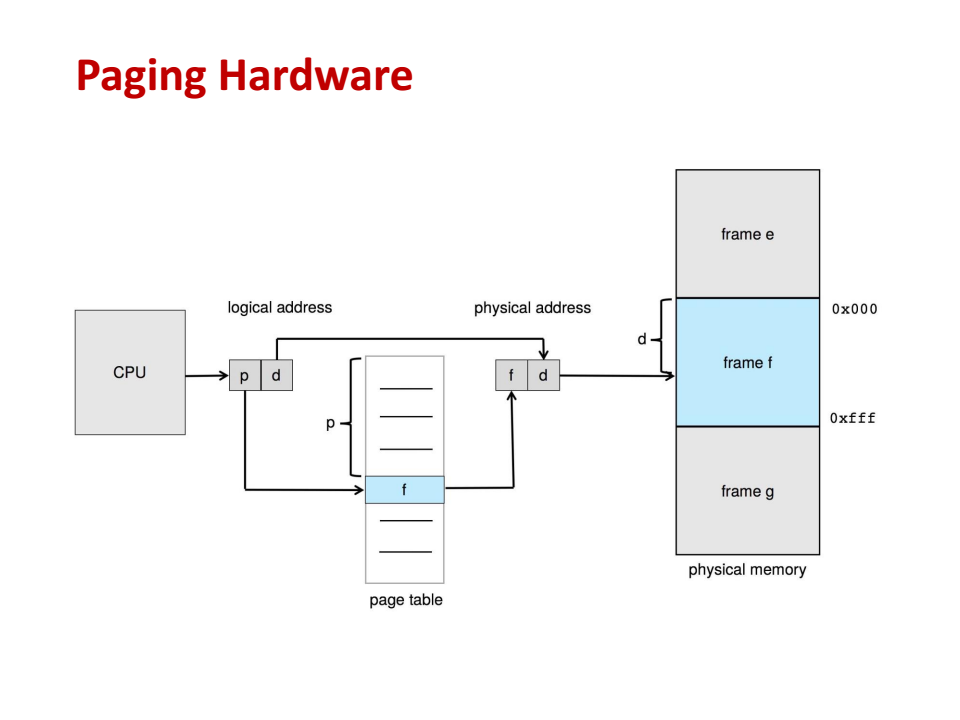 Paging Hardware
frame e
logical address
physical address
0x000
CPU
p d
f d
d
frame f
p
0xfff
f
frame g
physical memory
page table